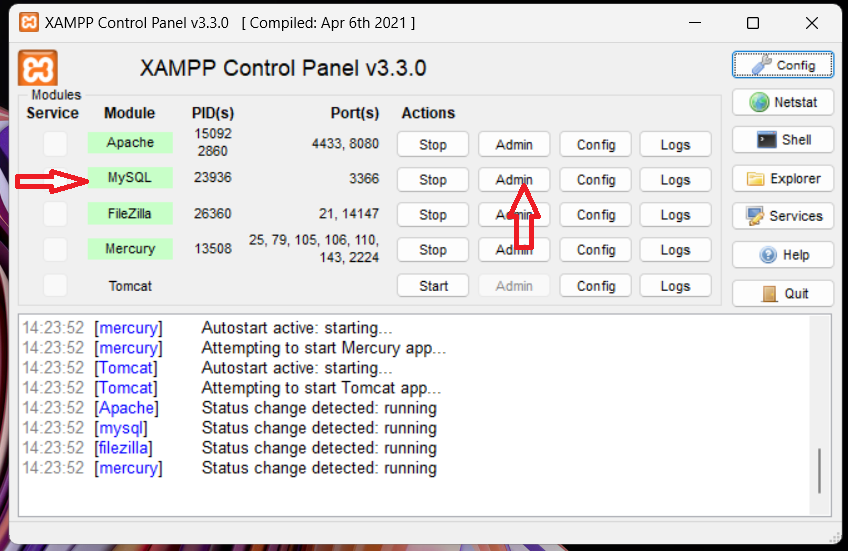 XAMPP Control Panel v3.3.0 [ Compiled: Apr 6th 2021 ]
XAMPP Control Panel v3.3.0
Config
Modules
Service Module PID(s) Port(s) Actions
Apache 15092 2860 4433, 8080 Stop Admin Config Logs
MySQL 23936 3366 Stop Admin Config Logs
FileZilla 26360 21, 14147 Stop Admin Config Logs
Mercury 13508 25, 79, 105, 106, 110, 143, 2224 Stop Admin Config Logs
Tomcat Start Admin Config Logs
Netstat
Shell
Explorer
Services
Help
Quit
14:23:52 [mercury] Autostart active: starting...
14:23:52 [mercury] Attempting to start Mercury app...
14:23:52 [Tomcat] Autostart active: starting...
14:23:52 [Tomcat] Attempting to start Tomcat app...
14:23:52 [Apache] Status change detected: running
14:23:52 [mysql] Status change detected: running
14:23:52 [filezilla] Status change detected: running
14:23:52 [mercury] Status change detected: running